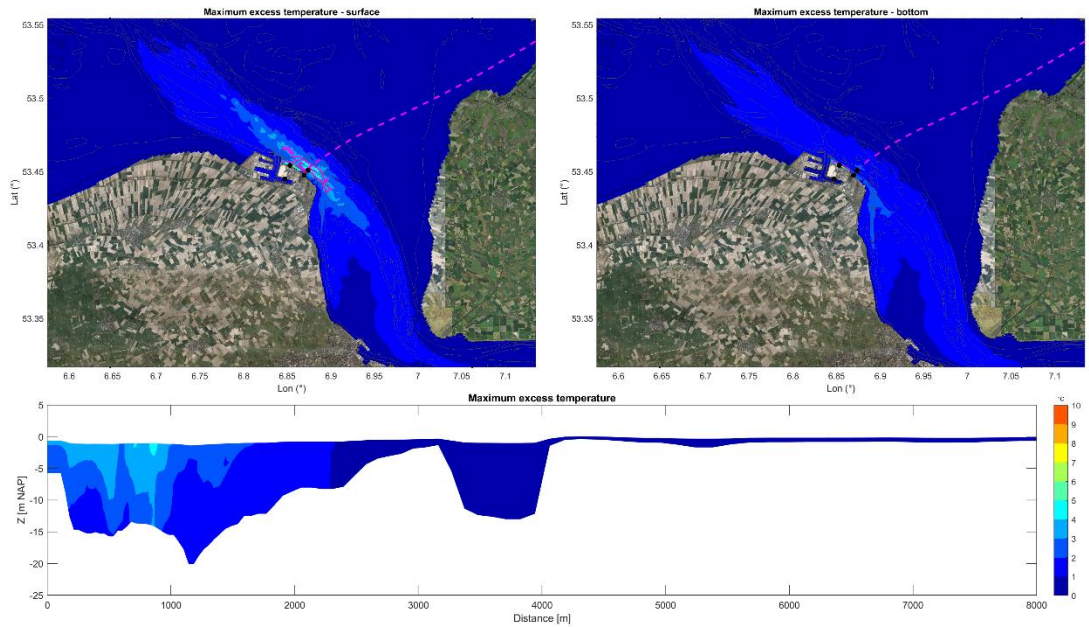 Maximum excess temperature - surface
Maximum excess temperature - bottom
53.55
53.5
53.45
53.4
53.35
Lat (°)
6.6 6.65 6.7 6.75 6.8 6.85 6.9 6.95 7 7.05 7.1
Lon (°)
53.55
53.5
53.45
53.4
53.35
Lat (°)
6.6 6.65 6.7 6.75 6.8 6.85 6.9 6.95 7 7.05 7.1
Lon (°)
Maximum excess temperature
5
0
-5
-10
-15
-20
-25
Z [m NAP]
0 1000 2000 3000 4000 5000 6000 7000 8000
Distance [m]
°C
10
9
8
7
6
5
4
3
2
1
0